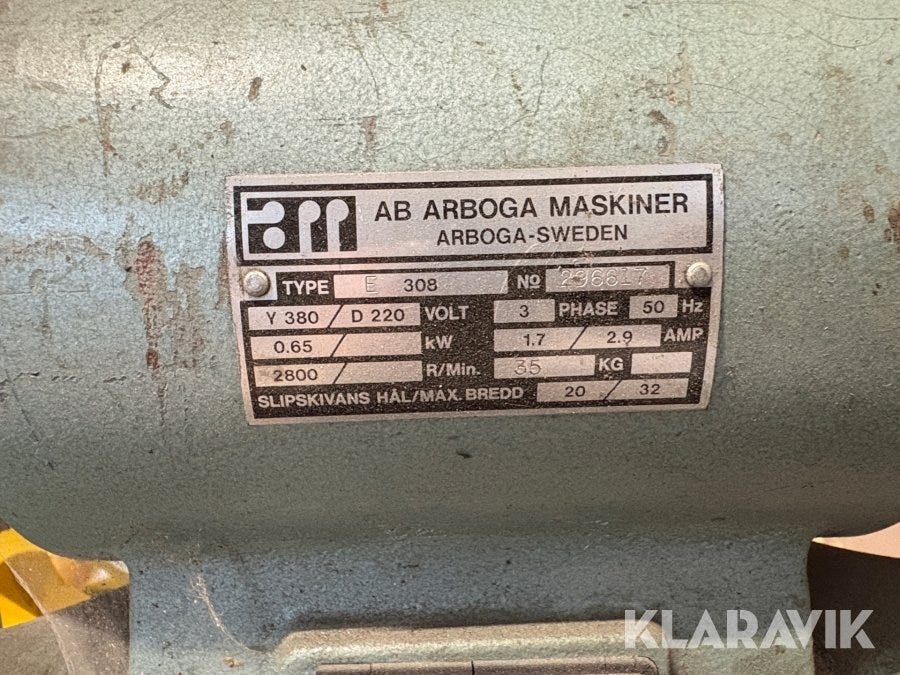 am AB ARBOGA MASKINER
ARBOGA-SWEDEN
TYPE E 308 No 296617
Y 380 / D 220 VOLT 3 PHASE 50 Hz
0.65 / kW 1.7 / 2.9 AMP
2800 / R/Min. 35 KG
SLIPSKIVANS HÅL/MAX. BREDD 20 / 32
KLARAVIK